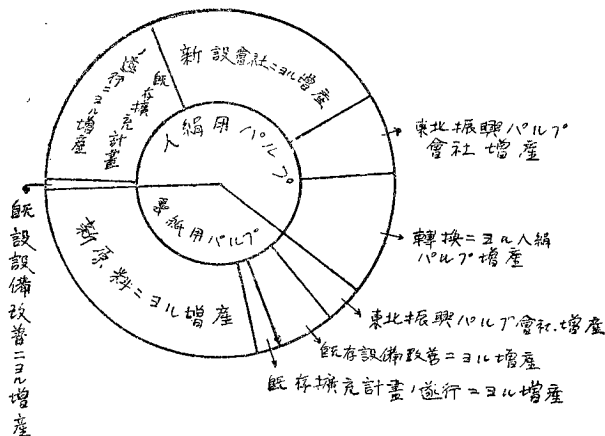 新設會社ニヨル増産
既存擴充計畫ノ遂行ニヨル増産
人絹用パルプ
製紙用パルプ
新原料ニヨル増産
東北振興パルプ
會社増産
轉換ニヨル人絹
パルプ増産
東北振興パルプ會社増産
既存設備改善ニヨル増産
既存擴充計畫ノ遂行ニヨル増産
既設設備改善ニヨル増産